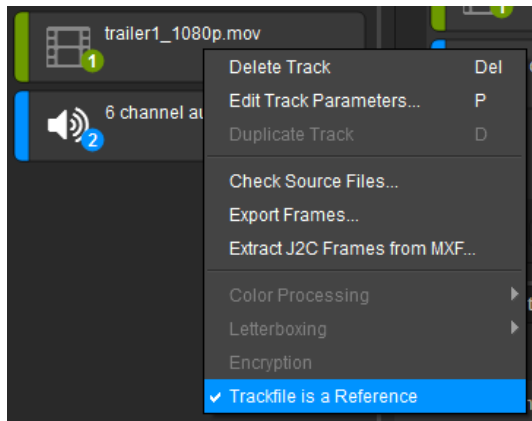 trailer1_1080p.mov
1
6 channel au
2
Delete Track Del
Edit Track Parameters... P
Duplicate Track D
Check Source Files...
Export Frames...
Extract J2C Frames from MXF...
Color Processing
Letterboxing
Encryption
Trackfile is a Reference
1